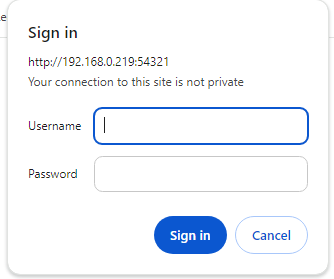 Sign in
http://192.168.0.219:54321
Your connection to this site is not private
Username
Password
Sign in
Cancel